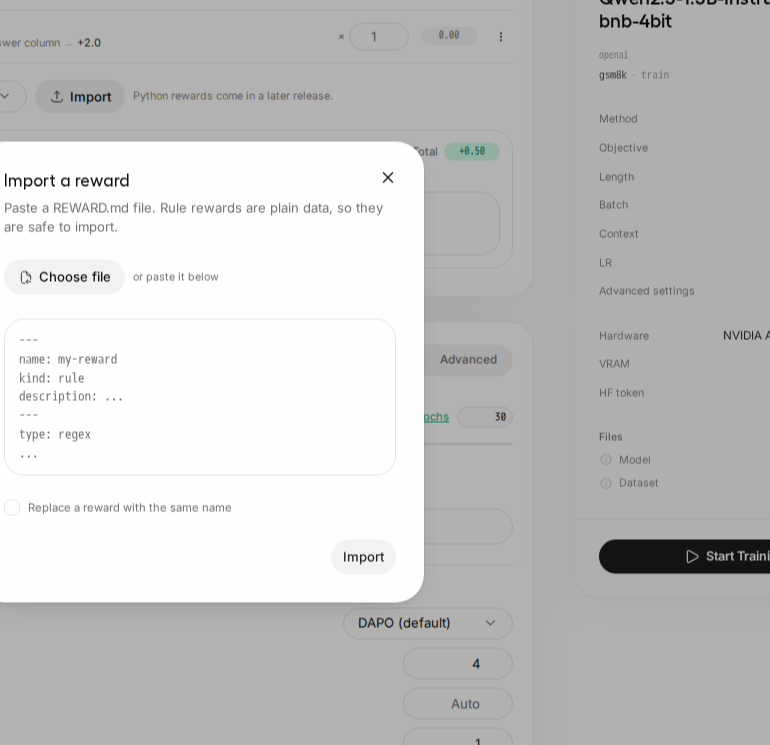 bnb-4bit
openai
gsm8k · train
swer column → +2.0
× 1 0.00
Import
Python rewards come in a later release.
Total +0.50
Import a reward
Paste a REWARD.md file. Rule rewards are plain data, so they
are safe to import.
Choose file
or paste it below
---
name: my-reward
kind: rule
description: ...
---
type: regex
...
Replace a reward with the same name
Import
Advanced
ochs 30
DAPO (default)
4
Auto
1
Method
Objective
Length
Batch
Context
LR
Advanced settings
Hardware NVIDIA A
VRAM
HF token
Files
Model
Dataset
Start Traini